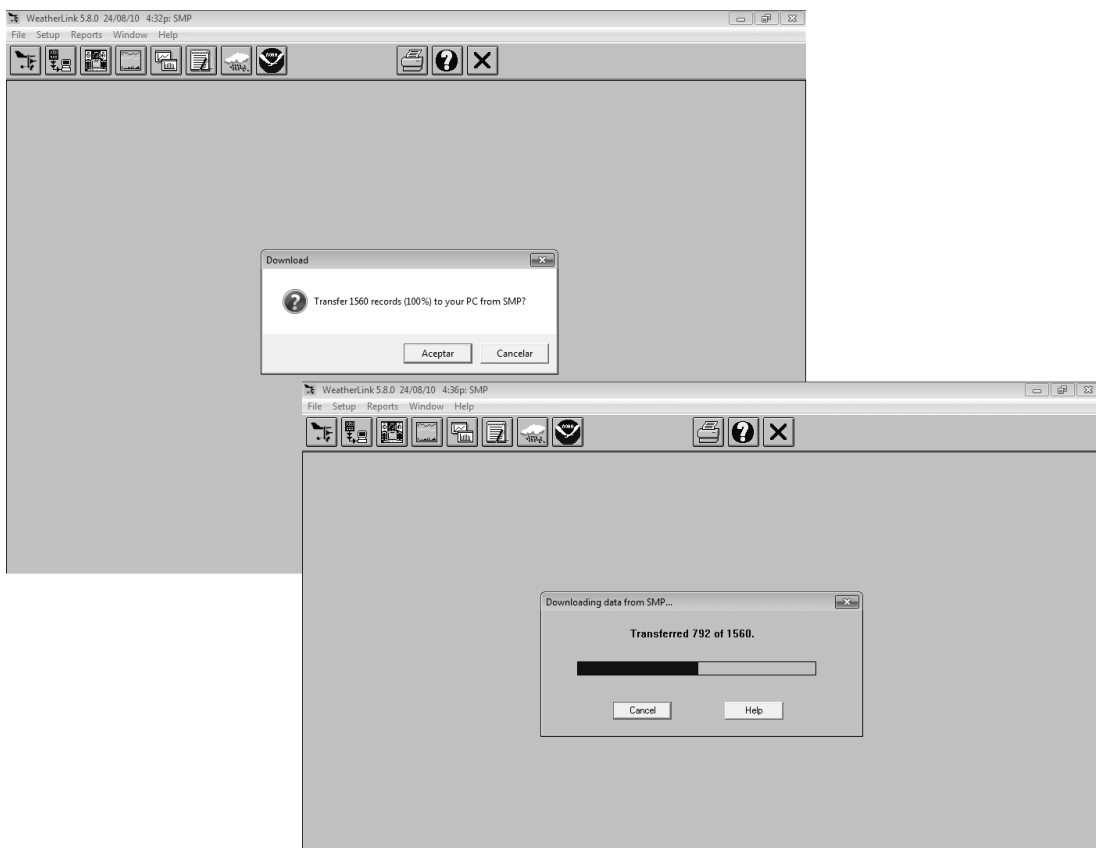 WeatherLink 5.8.0 24/08/10 4:32p: SMP
File Setup Reports Window Help
Download
Transfer 1560 records (100%) to your PC from SMP?
Aceptar Cancelar
WeatherLink 5.8.0 24/08/10 4:36p: SMP
File Setup Reports Window Help
Downloading data from SMP...
Transferred 792 of 1560.
Cancel Help